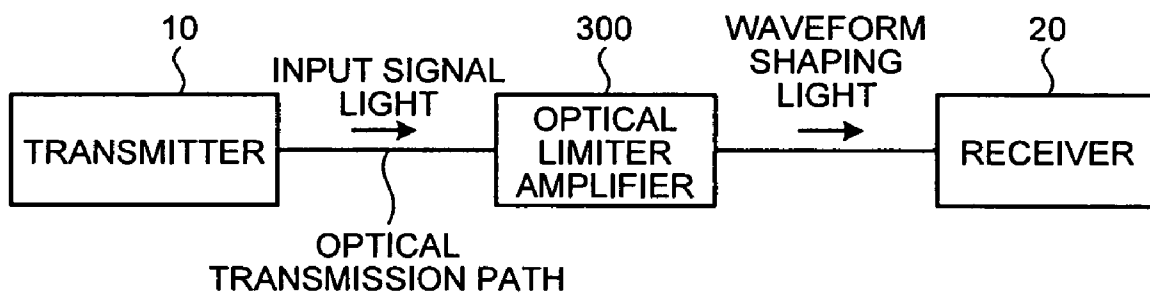 10
300
WAVEFORM
SHAPING
LIGHT
20
INPUT SIGNAL
LIGHT
TRANSMITTER
OPTICAL
LIMITER
AMPLIFIER
RECEIVER
OPTICAL
TRANSMISSION PATH